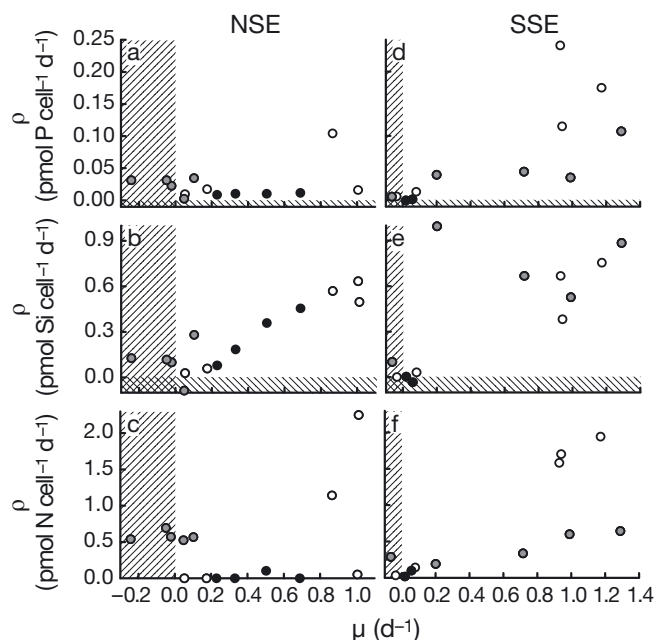 NSE SSE
a d
0.25
0.20
0.15
0.10
0.05
0.00
ρ
(pmol P cell⁻¹ d⁻¹)
b e
0.9
0.6
0.3
0.0
ρ
(pmol Si cell⁻¹ d⁻¹)
c f
2.0
1.5
1.0
0.5
0.0
ρ
(pmol N cell⁻¹ d⁻¹)
−0.2 0.0 0.2 0.4 0.6 0.8 1.0 0.0 0.2 0.4 0.6 0.8 1.0 1.2 1.4
μ (d⁻¹)